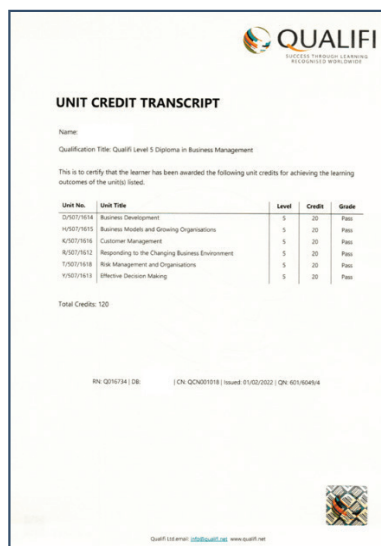 QUALIFI
SUCCESS THROUGH LEARNING
RECOGNISED WORLDWIDE
UNIT CREDIT TRANSCRIPT
Name:
Qualification Title: Qualifi Level 5 Diploma in Business Management
This is to certify that the learner has been awarded the following unit credits for achieving the learning
outcomes of the unit(s) listed.
Unit No. Unit Title Level Credit Grade
D/507/1614 Business Development 5 20 Pass
H/507/1615 Business Models and Growing Organisations 5 20 Pass
K/507/1616 Customer Management 5 20 Pass
R/507/1612 Responding to the Changing Business Environment 5 20 Pass
T/507/1618 Risk Management and Organisations 5 20 Pass
Y/507/1613 Effective Decision Making 5 20 Pass
Total Credits: 120
RN: Q016734 | DB: | CN: QCN001018 | Issued: 01/02/2022 | QN: 601/6049/4
Qualifi Ltd email: info@qualifi.net www.qualifi.net